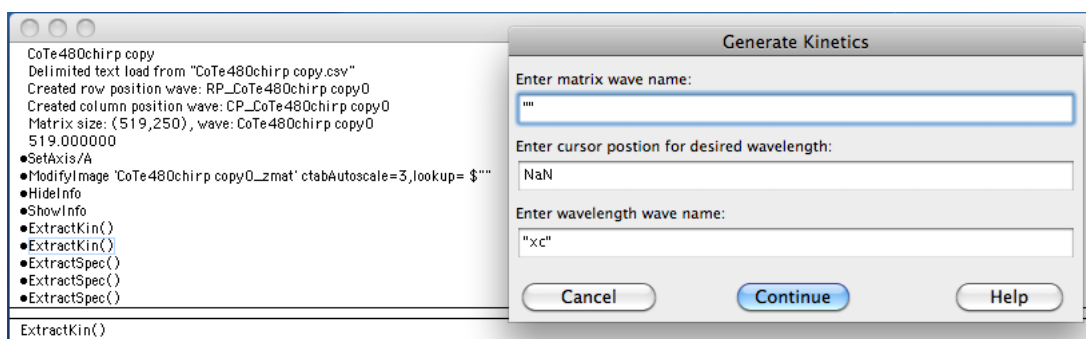 CoTe480chirp copy
Delimited text load from "CoTe480chirp copy.csv"
Created row position wave: RP_CoTe480chirp copy0
Created column position wave: CP_CoTe480chirp copy0
Matrix size: (519,250), wave: CoTe480chirp copy0
519.000000
•SetAxis/A
•ModifyImage 'CoTe480chirp copy0_zmat' ctabAutoscale=3,lookup= $""
•HideInfo
•ShowInfo
•ExtractKin()
•ExtractKin()
•ExtractSpec()
•ExtractSpec()
•ExtractSpec()
ExtractKin()
Generate Kinetics
Enter matrix wave name:
""
Enter cursor postion for desired wavelength:
NaN
Enter wavelength wave name:
"xc"
Cancel
Continue
Help